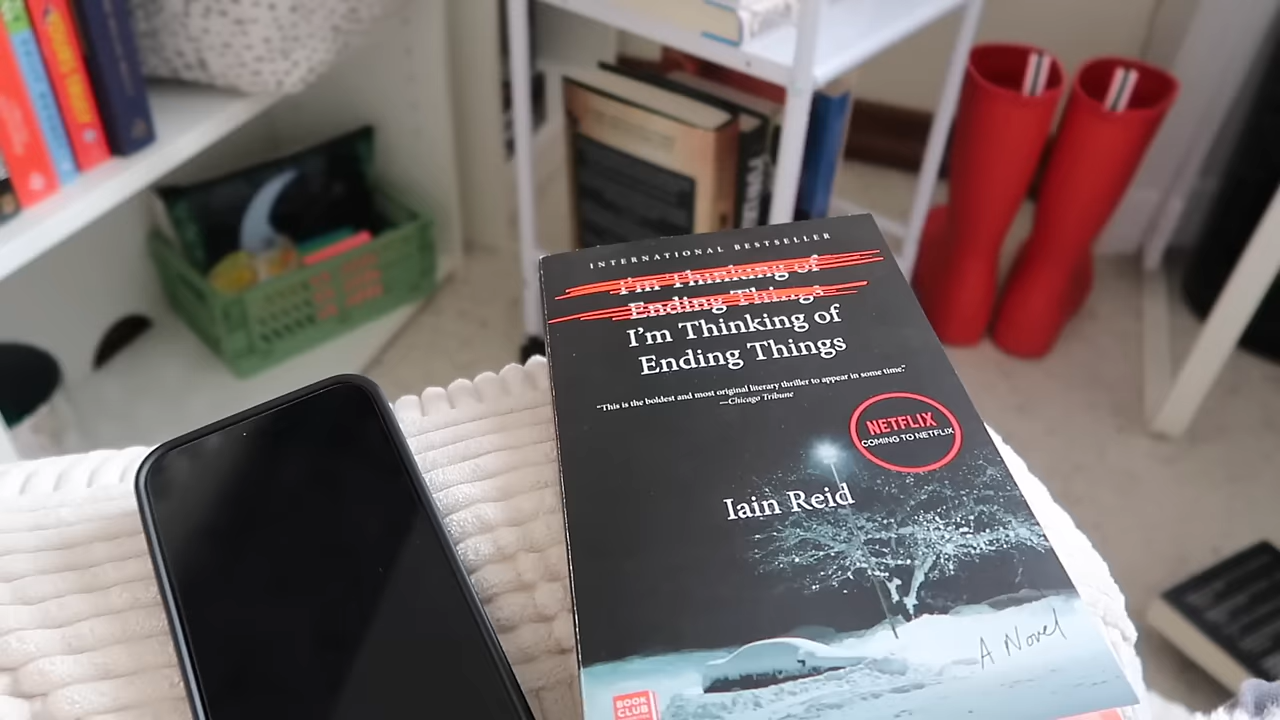 INTERNATIONAL BESTSELLER
I'm Thinking of
Ending Things
I'm Thinking of
Ending Things
"This is the boldest and most original literary thriller to appear in some time."
—Chicago Tribune
NETFLIX
COMING TO NETFLIX
Iain Reid
A Novel
BOOK
CLUB